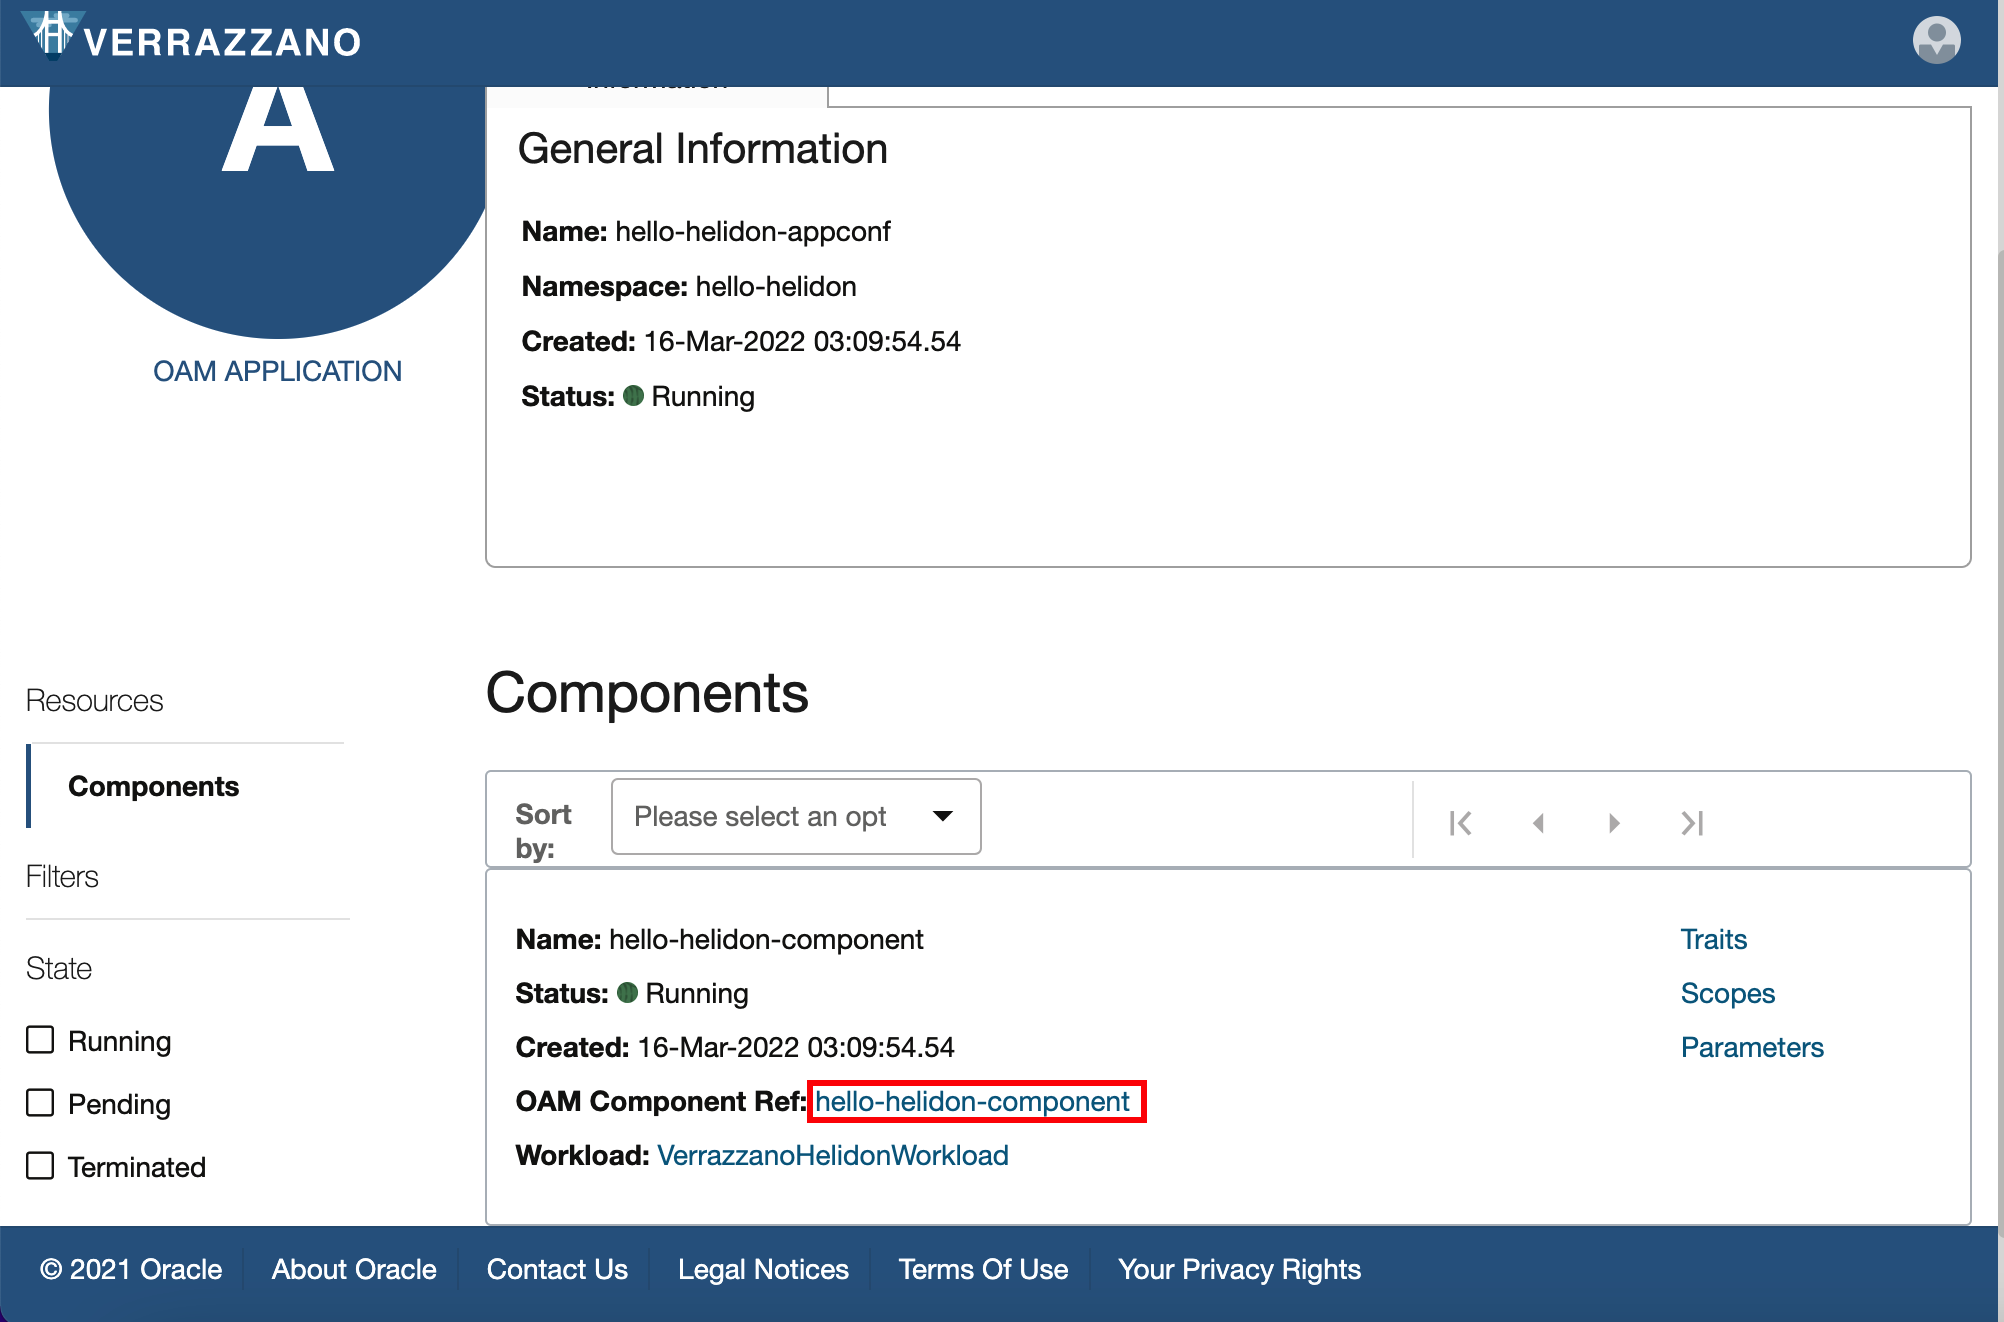 VERRAZZANO
Information
A
General Information
Name: hello-helidon-appconf
Namespace: hello-helidon
Created: 16-Mar-2022 03:09:54.54
Status: Running
OAM APPLICATION
Resources
Components
Filters
State
Running
Pending
Terminated
Components
Sort by:
Please select an opt
Name: hello-helidon-component
Status: Running
Created: 16-Mar-2022 03:09:54.54
OAM Component Ref: hello-helidon-component
Workload: VerrazzanoHelidonWorkload
Traits
Scopes
Parameters
© 2021 Oracle
About Oracle
Contact Us
Legal Notices
Terms Of Use
Your Privacy Rights